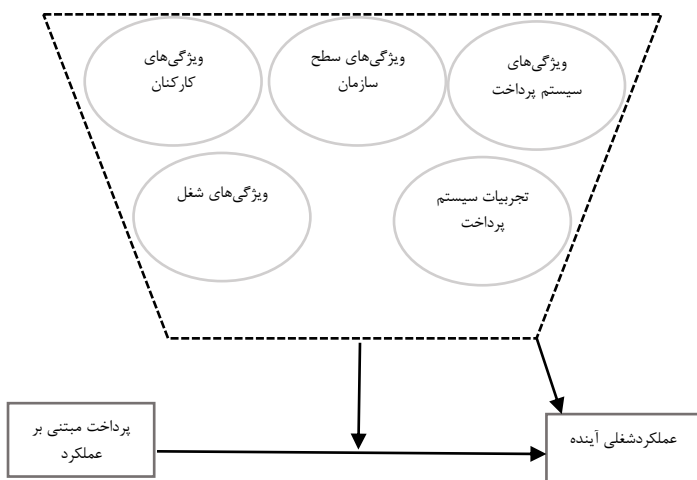 ویژگی‌های
سیستم پرداخت
ویژگی‌های سطح
سازمان
ویژگی‌های
کارکنان
تجربیات سیستم
پرداخت
ویژگی‌های شغل
پرداخت مبتنی بر
عملکرد
عملکردشغلی آینده